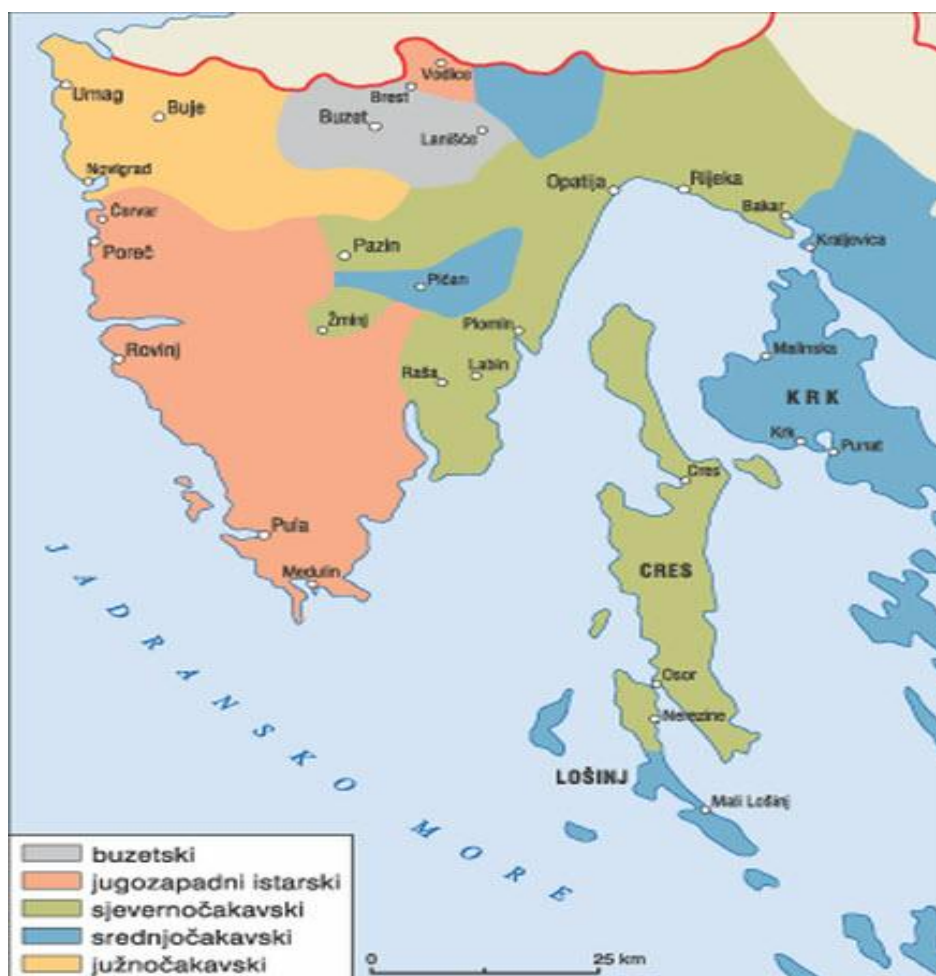 Vodice
Umag
Brest
Buje
Buzet
Lanišće
Novigrad
Opatija
Rijeka
Červar
Bakar
Poreč
Pazin
Kraljevica
Pićan
Žminj
Plomin
Rovinj
Malinska
Labin
Raša
KRK
Krk
Punat
Cres
Pula
Medulin
CRES
JADRANSKO MORE
Osor
Nerezine
LOŠINJ
Mali Lošinj
buzetski
jugozapadni istarski
sjevernočakavski
srednjočakavski
južnočakavski
0 25 km